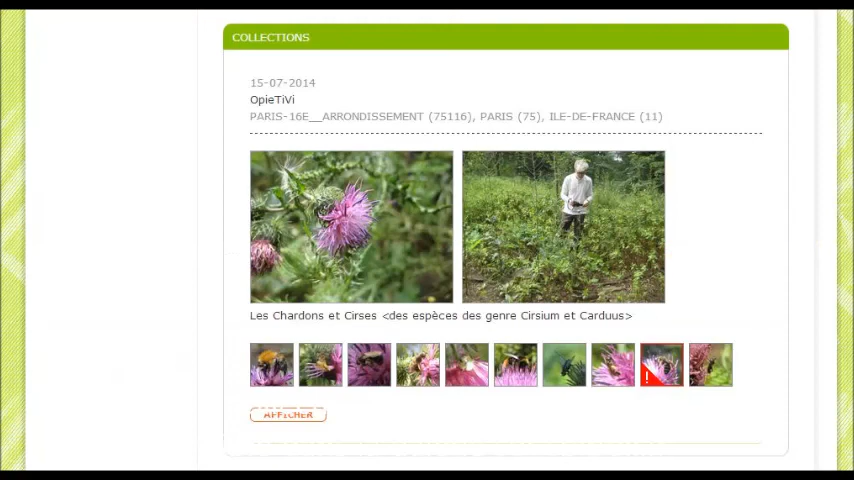 COLLECTIONS
15-07-2014
OpieTiVi
PARIS-16E__ARRONDISSEMENT (75116), PARIS (75), ILE-DE-FRANCE (11)
Les Chardons et Cirses <des espèces des genre Cirsium et Carduus>
!
AFFICHER